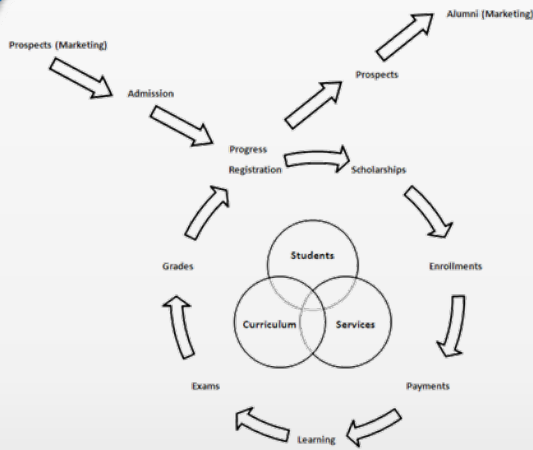 Alumni (Marketing)
Prospects (Marketing)
Prospects
Admission
Progress
Registration
Scholarships
Students
Grades
Enrollments
Curriculum
Services
Exams
Payments
Learning